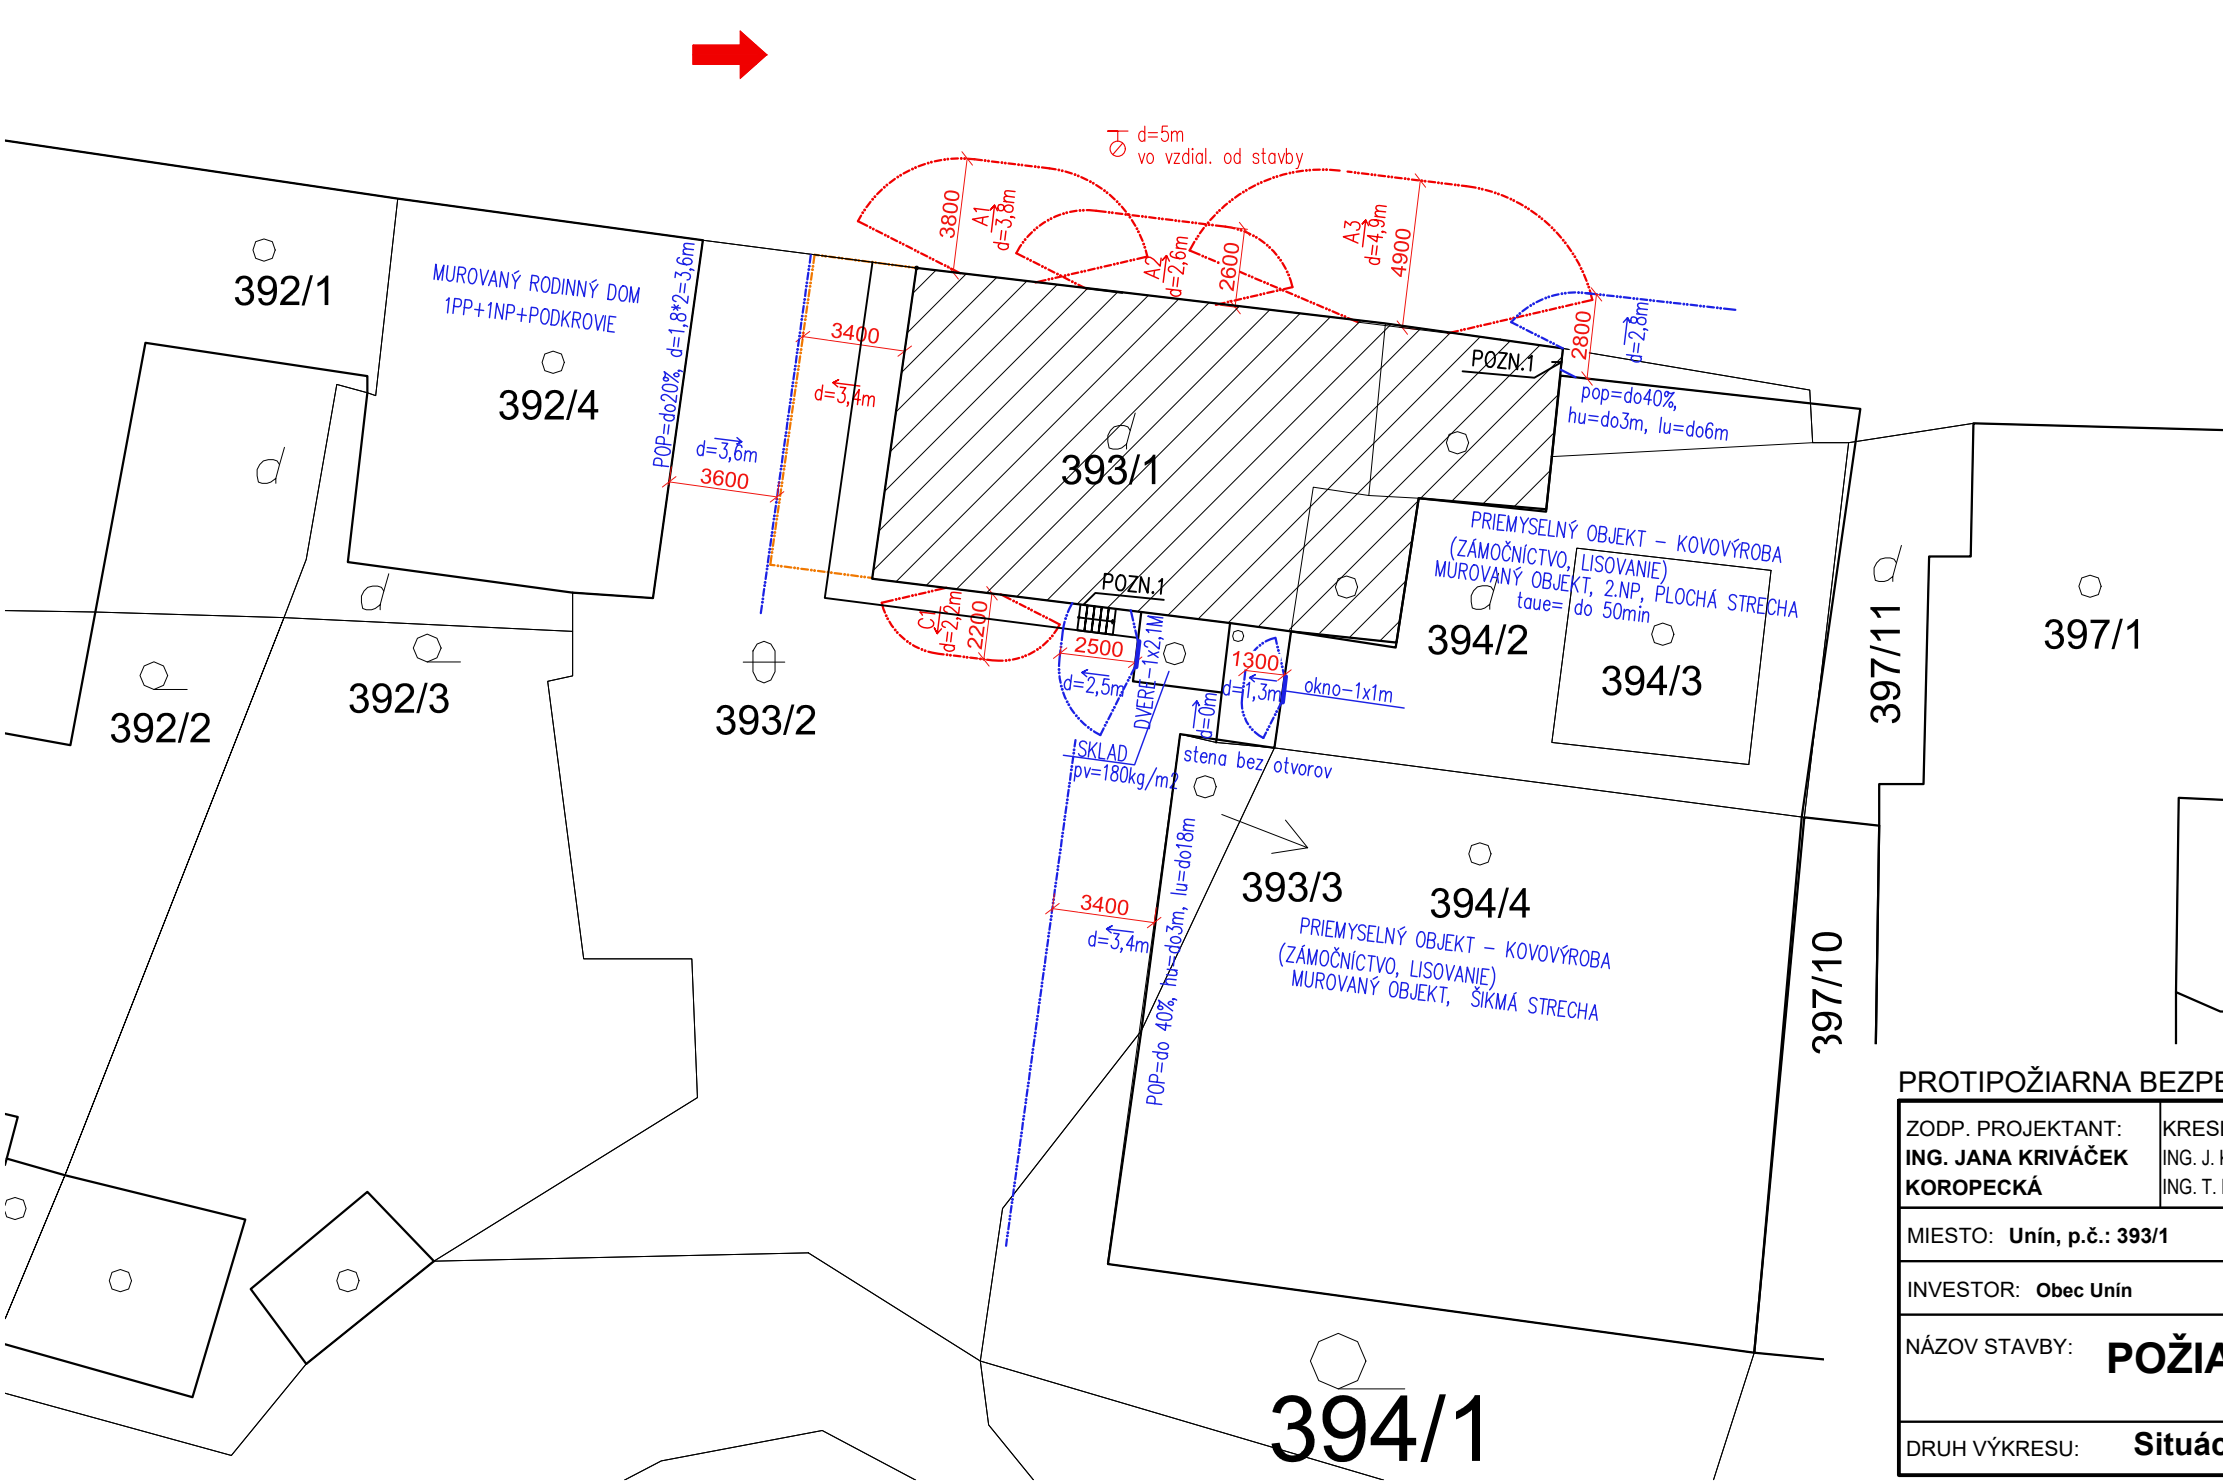 d=5m
vo vzdial. od stavby
3800
A1
d=3,8m
A2
d=2,6m
2600
A3
d=4,9m
4900
2800
d=2,8m
392/1
MUROVANÝ RODINNÝ DOM
1PP+1NP+PODKROVIE
392/4
POP=do20%, d=1,8*2=3,6m
3400
d=3,4m
d=3,6m
3600
393/1
POZN.1
pop=do40%,
hu=do3m, lu=do6m
PRIEMYSELNÝ OBJEKT – KOVOVÝROBA
(ZÁMOČNÍCTVO, LISOVANIE)
MUROVANÝ OBJEKT, 2.NP, PLOCHÁ STRECHA
taue= do 50min
394/2
394/3
397/11
397/1
POZN.1
C1
d=2,2m
2200
2500
d=2,5m
DVERE–1x2,1M
1300
d=1,3m
d=0m
okno–1x1m
392/2
392/3
393/2
SKLAD
pv=180kg/m2
stena bez otvorov
393/3
394/4
3400
d=3,4m
POP=do 40%, hu=do3m, lu=do18m
PRIEMYSELNÝ OBJEKT – KOVOVÝROBA
(ZÁMOČNÍCTVO, LISOVANIE)
MUROVANÝ OBJEKT, ŠIKMÁ STRECHA
397/10
394/1
PROTIPOŽIARNA BEZPE
ZODP. PROJEKTANT:
ING. JANA KRIVÁČEK
KOROPECKÁ
KRESL
ING. J. K
ING. T.
MIESTO: Unín, p.č.: 393/1
INVESTOR: Obec Unín
NÁZOV STAVBY: POŽIA
DRUH VÝKRESU: Situác